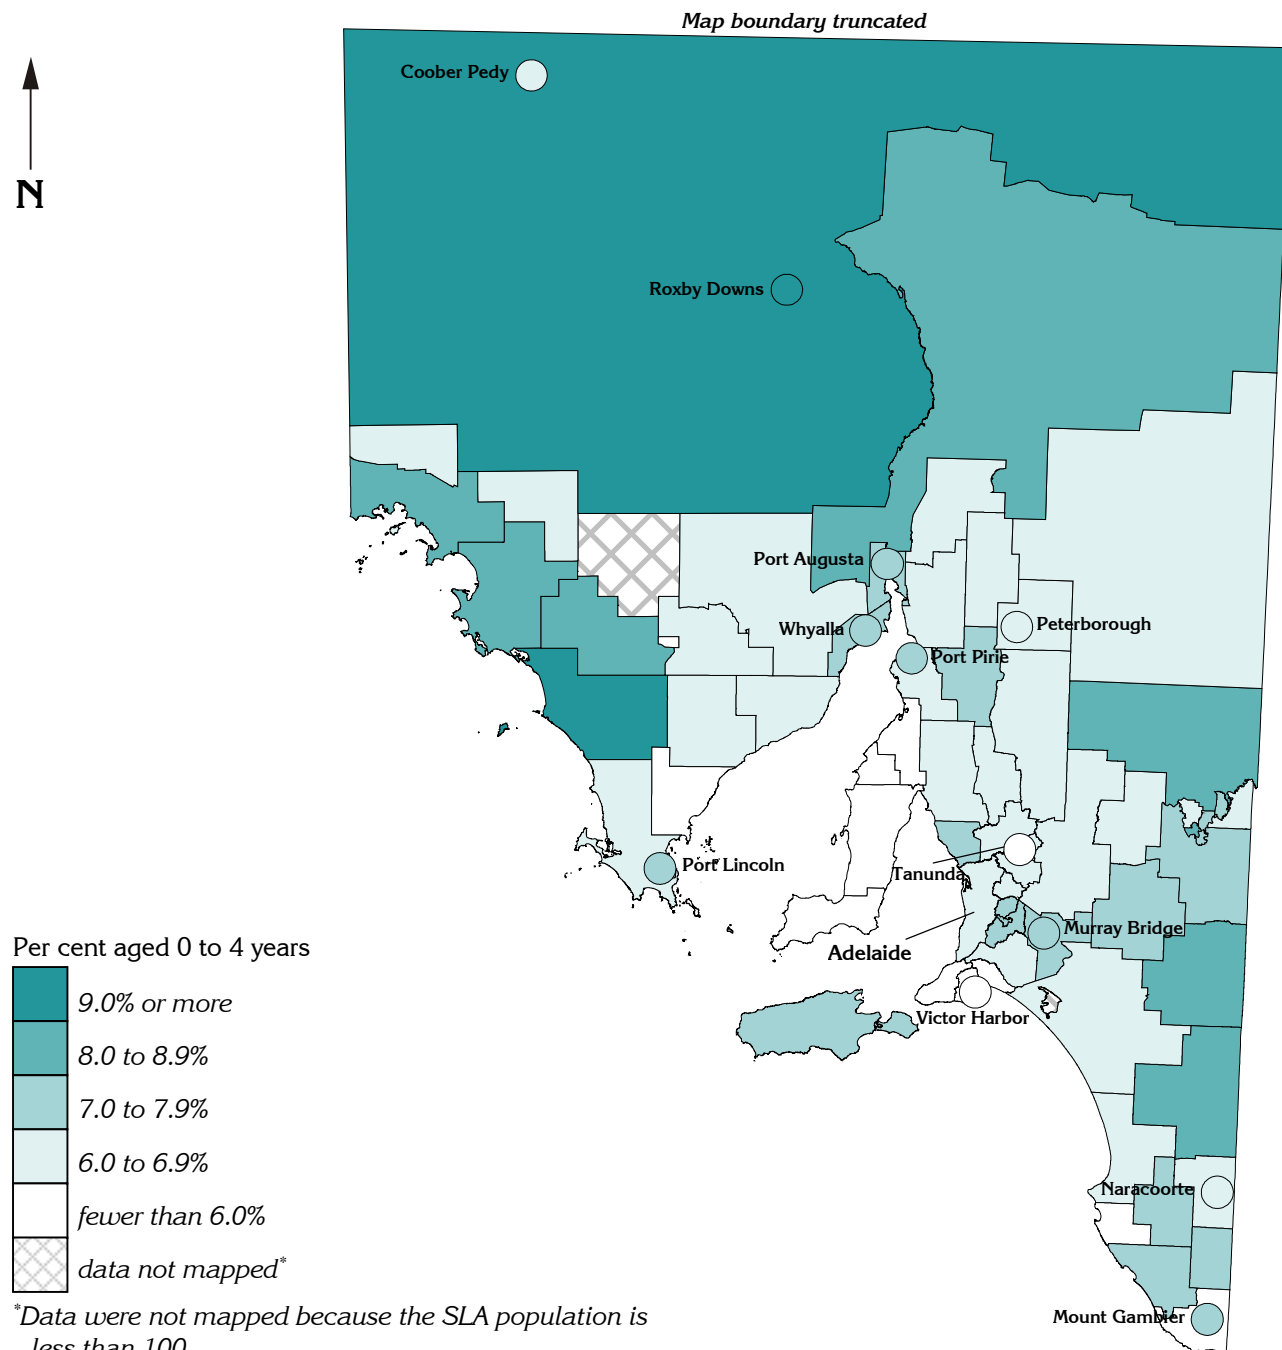 Map boundary truncated
Coober Pedy
N
Roxby Downs
Port Augusta
Whyalla
Peterborough
Port Pirie
Port Lincoln
Tanunda
Murray Bridge
Adelaide
Victor Harbor
Naracoorte
Mount Gambier
Per cent aged 0 to 4 years
9.0% or more
8.0 to 8.9%
7.0 to 7.9%
6.0 to 6.9%
fewer than 6.0%
data not mapped*
*Data were not mapped because the SLA population is
less than 100